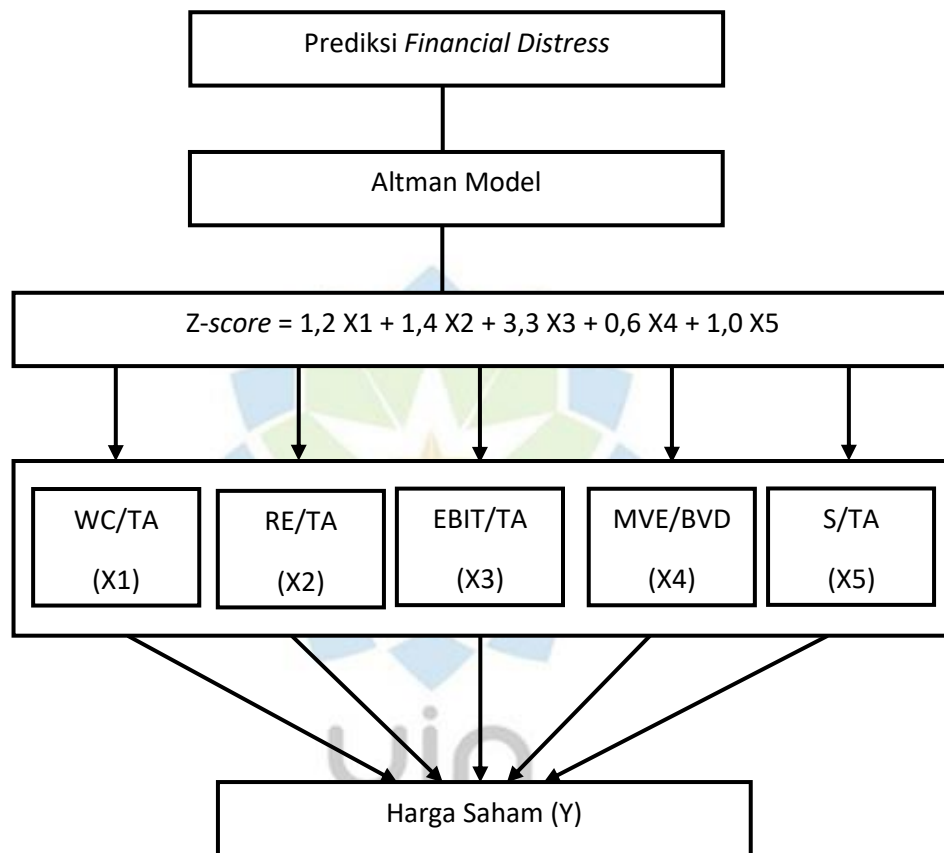 Prediksi Financial Distress
Altman Model
Z-score = 1,2 X1 + 1,4 X2 + 3,3 X3 + 0,6 X4 + 1,0 X5
WC/TA
(X1)
RE/TA
(X2)
EBIT/TA
(X3)
MVE/BVD
(X4)
S/TA
(X5)
uin
Harga Saham (Y)